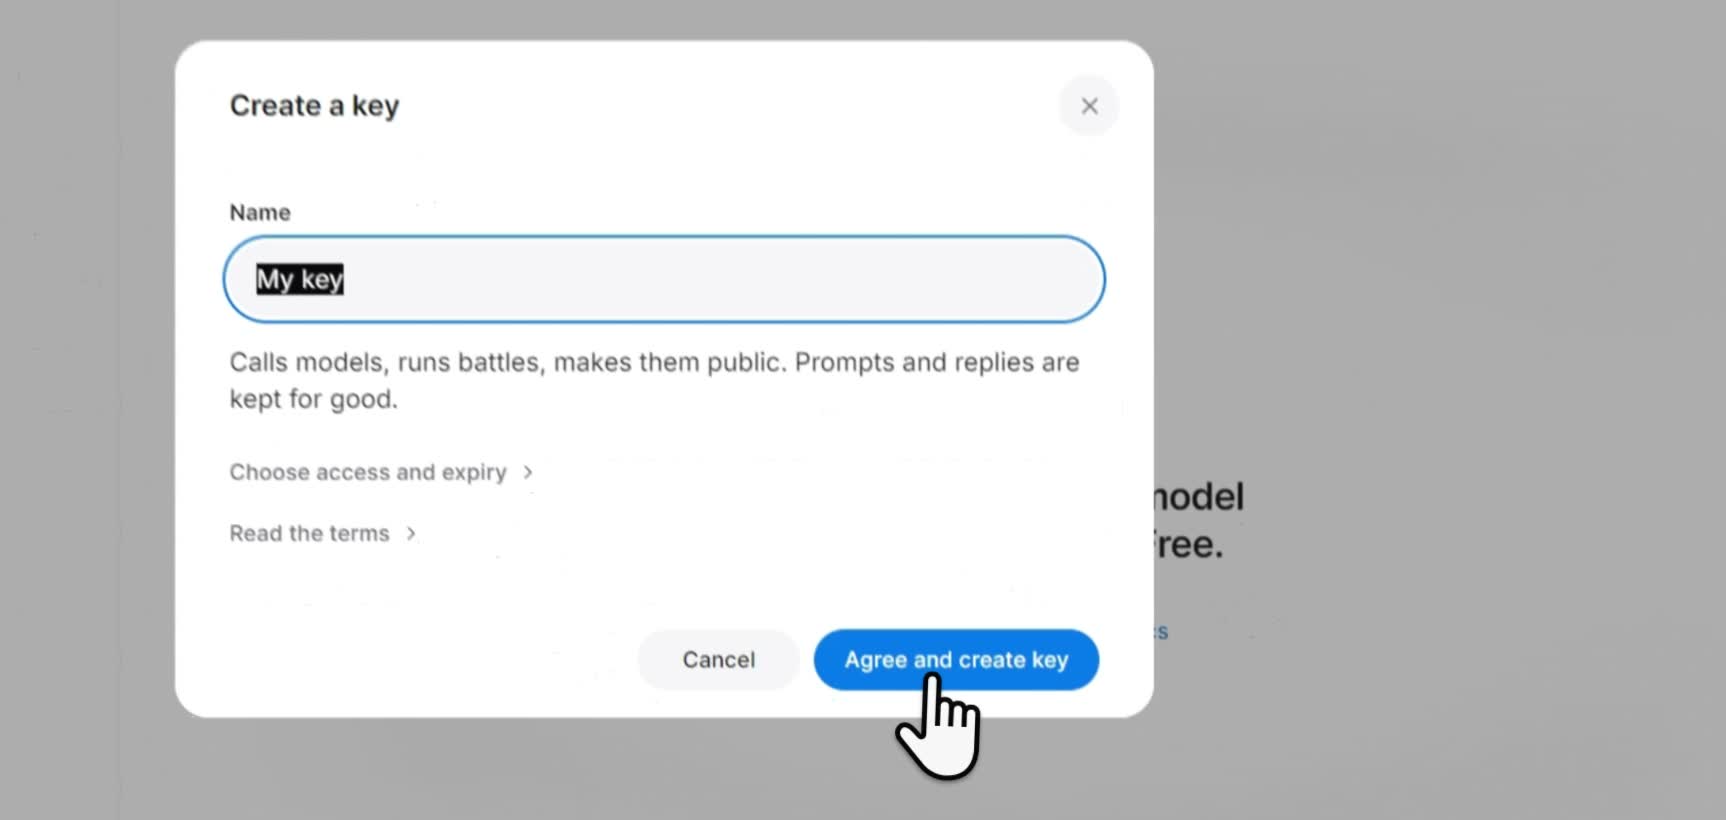 Create a key
Name
My key
Calls models, runs battles, makes them public. Prompts and replies are
kept for good.
Choose access and expiry
Read the terms
Cancel
Agree and create key